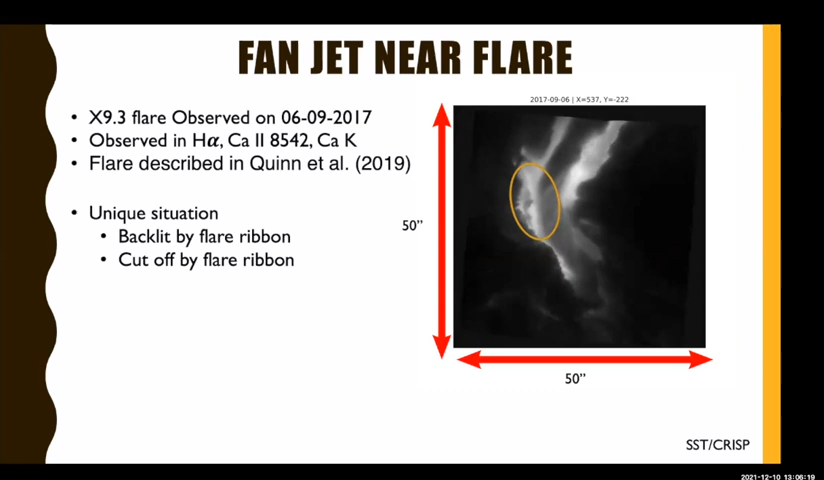 FAN JET NEAR FLARE
2017-09-06 | X=537, Y=-222
• X9.3 flare Observed on 06-09-2017
• Observed in Hα, Ca II 8542, Ca K
• Flare described in Quinn et al. (2019)
• Unique situation
• Backlit by flare ribbon
• Cut off by flare ribbon
50”
50”
SST/CRISP
2021-12-10 13:06:19